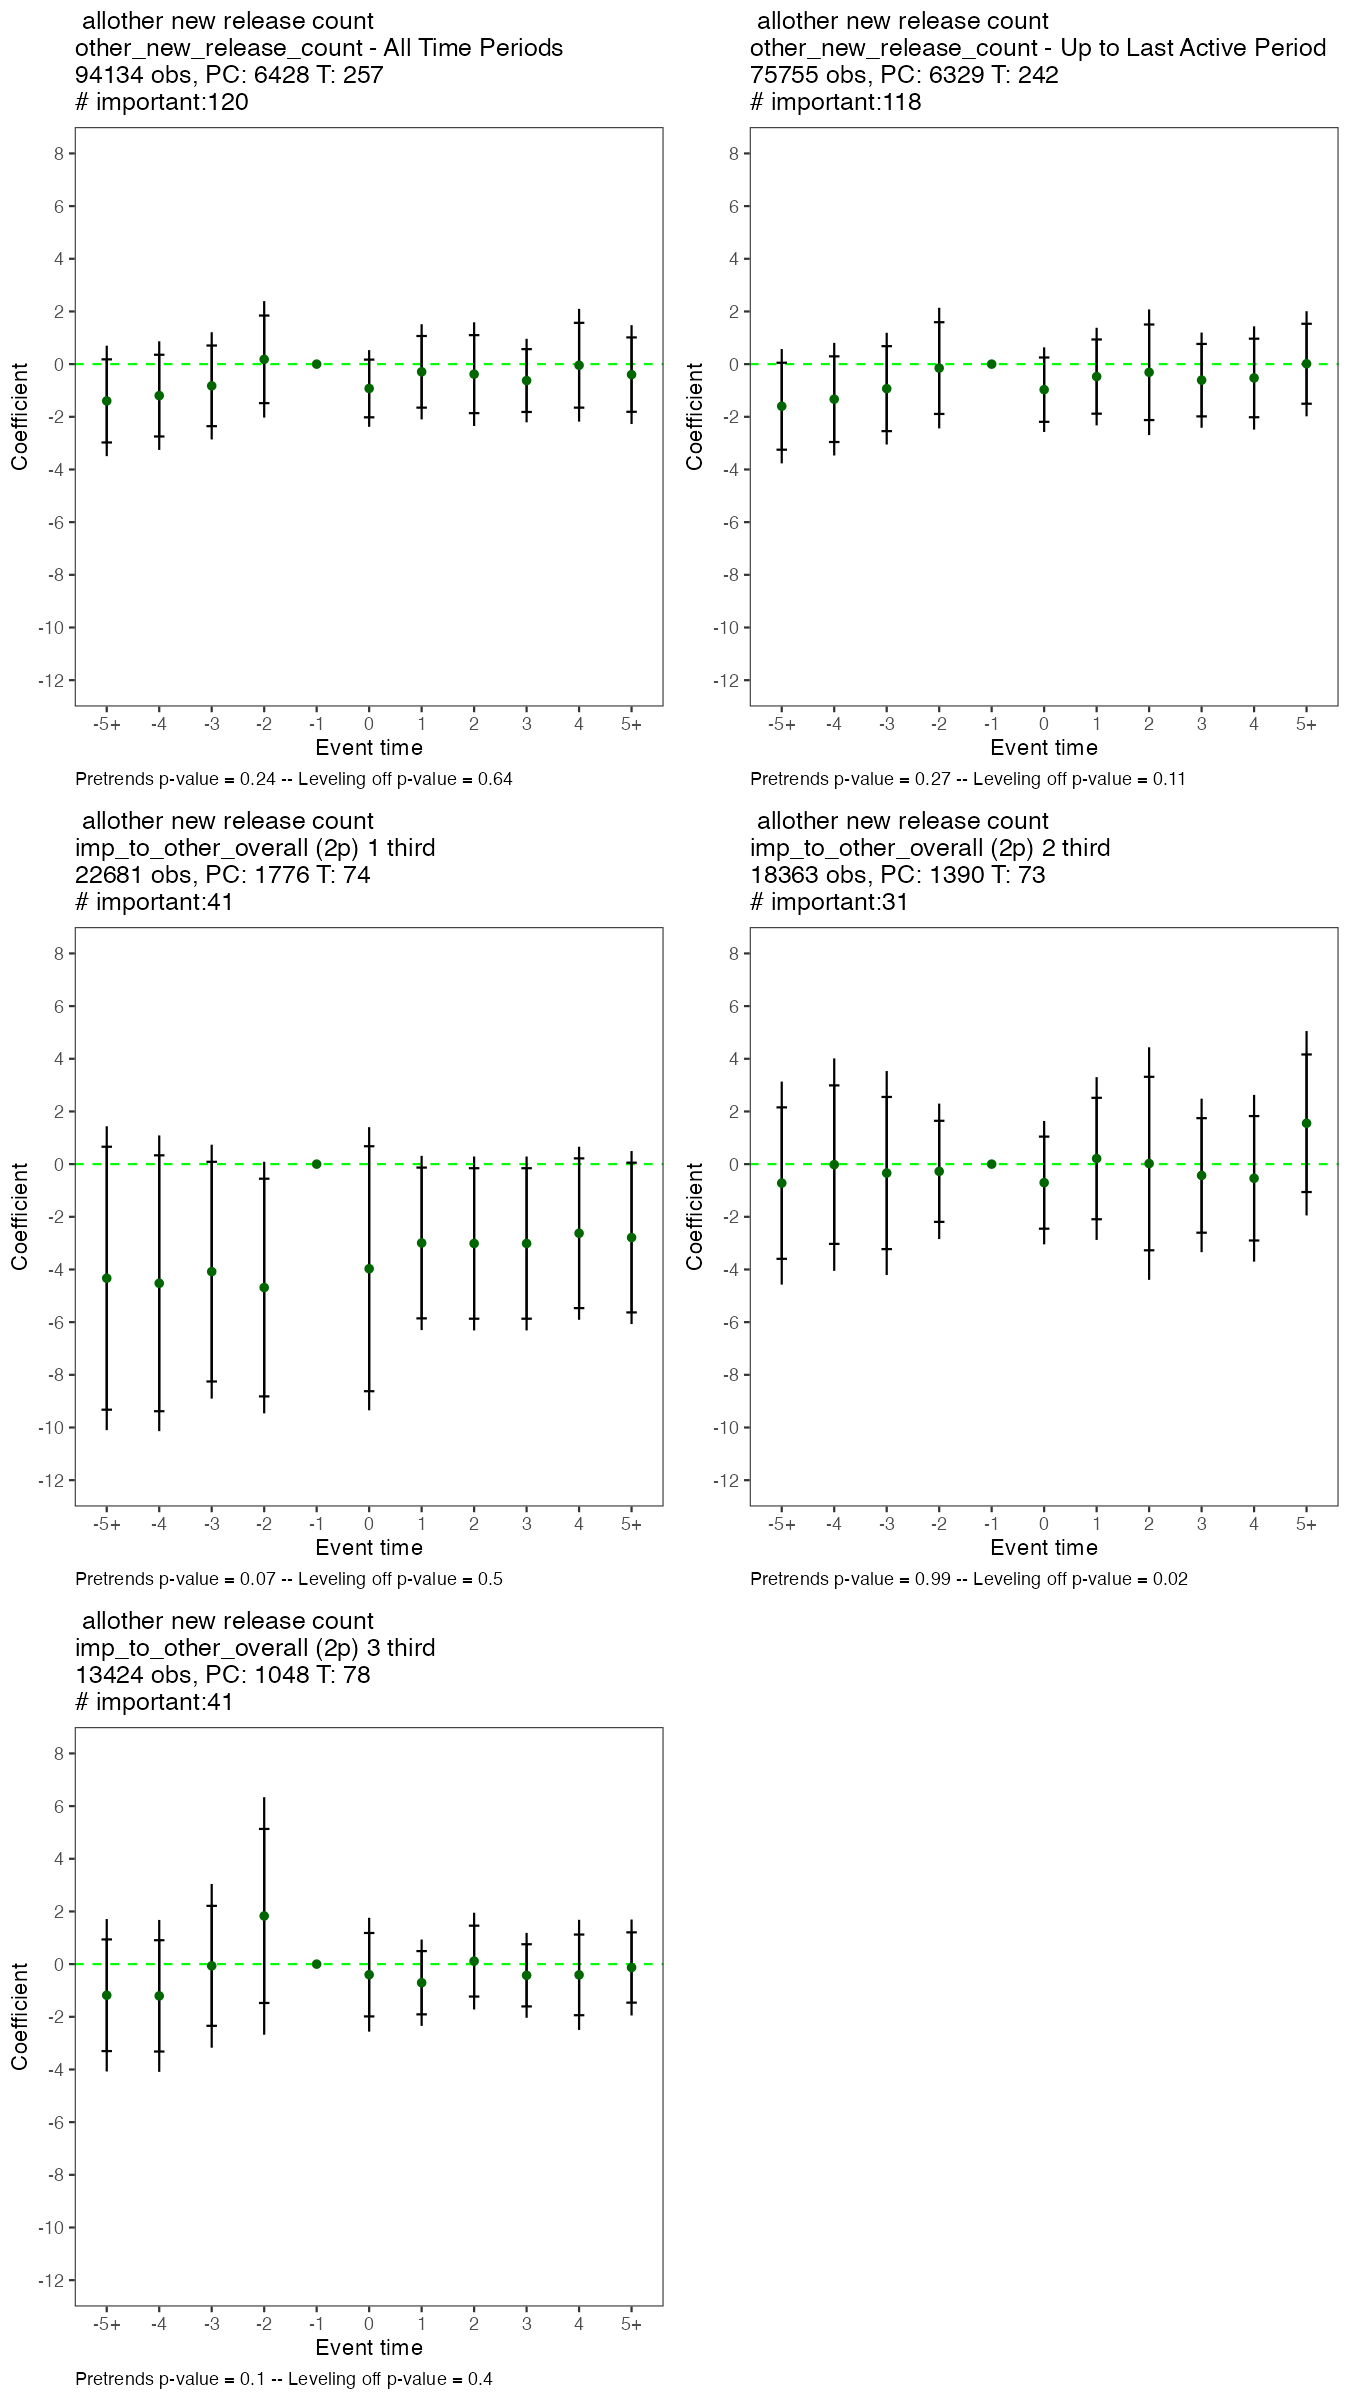 allother new release count
other_new_release_count - All Time Periods
94134 obs, PC: 6428 T: 257
# important:120
8
6
4
2
0
-2
-4
-6
-8
-10
-12
Coefficient
-5+ -4 -3 -2 -1 0 1 2 3 4 5+
Event time
Pretrends p-value = 0.24 -- Leveling off p-value = 0.64
allother new release count
other_new_release_count - Up to Last Active Period
75755 obs, PC: 6329 T: 242
# important:118
8
6
4
2
0
-2
-4
-6
-8
-10
-12
Coefficient
-5+ -4 -3 -2 -1 0 1 2 3 4 5+
Event time
Pretrends p-value = 0.27 -- Leveling off p-value = 0.11
allother new release count
imp_to_other_overall (2p) 1 third
22681 obs, PC: 1776 T: 74
# important:41
8
6
4
2
0
-2
-4
-6
-8
-10
-12
Coefficient
-5+ -4 -3 -2 -1 0 1 2 3 4 5+
Event time
Pretrends p-value = 0.07 -- Leveling off p-value = 0.5
allother new release count
imp_to_other_overall (2p) 2 third
18363 obs, PC: 1390 T: 73
# important:31
8
6
4
2
0
-2
-4
-6
-8
-10
-12
Coefficient
-5+ -4 -3 -2 -1 0 1 2 3 4 5+
Event time
Pretrends p-value = 0.99 -- Leveling off p-value = 0.02
allother new release count
imp_to_other_overall (2p) 3 third
13424 obs, PC: 1048 T: 78
# important:41
8
6
4
2
0
-2
-4
-6
-8
-10
-12
Coefficient
-5+ -4 -3 -2 -1 0 1 2 3 4 5+
Event time
Pretrends p-value = 0.1 -- Leveling off p-value = 0.4